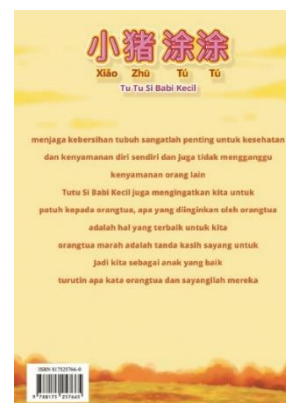 小猪 涂涂
Xiǎo Zhū Tú Tú
Tu Tu Si Babi Kecil
menjaga kebersihan tubuh sangatlah penting untuk kesehatan
dan kenyamanan diri sendiri dan juga tidak mengganggu
kenyamanan orang lain
Tutu Si Babi Kecil juga mengingatkan kita untuk
patuh kepada orangtua, apa yang diinginkan oleh orangtua
adalah hal yang terbaik untuk kita
orangtua marah adalah tanda kasih sayang untuk
Jadi kita sebagai anak yang baik
turutin apa kata orangtua dan sayangilah mereka